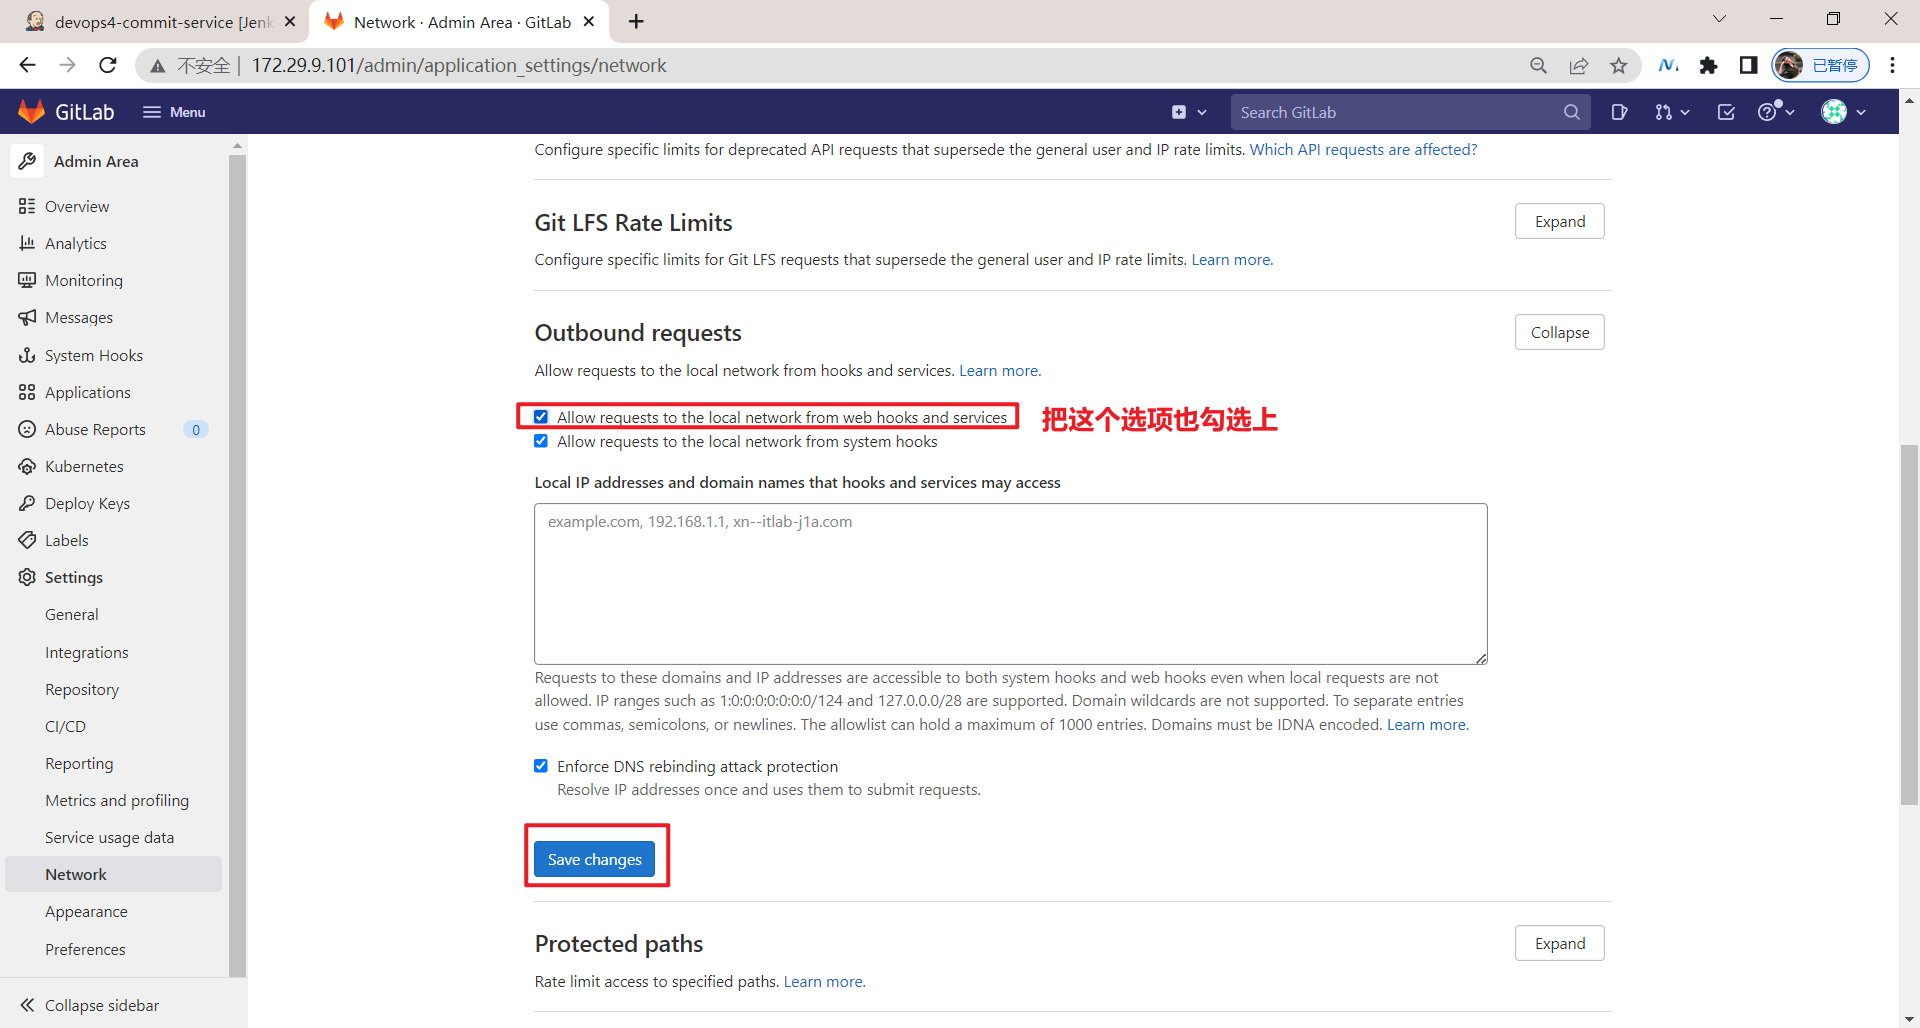 devops4-commit-service [Jenk
Network · Admin Area · GitLab
不安全
172.29.9.101/admin/application_settings/network
已暂停
GitLab
Menu
Search GitLab
Admin Area
Overview
Analytics
Monitoring
Messages
System Hooks
Applications
Abuse Reports 0
Kubernetes
Deploy Keys
Labels
Settings
General
Integrations
Repository
CI/CD
Reporting
Metrics and profiling
Service usage data
Network
Appearance
Preferences
Collapse sidebar
Configure specific limits for deprecated API requests that supersede the general user and IP rate limits. Which API requests are affected?
Git LFS Rate Limits
Expand
Configure specific limits for Git LFS requests that supersede the general user and IP rate limits. Learn more.
Outbound requests
Collapse
Allow requests to the local network from hooks and services. Learn more.
Allow requests to the local network from web hooks and services
把这个选项也勾选上
Allow requests to the local network from system hooks
Local IP addresses and domain names that hooks and services may access
example.com, 192.168.1.1, xn--itlab-j1a.com
Requests to these domains and IP addresses are accessible to both system hooks and web hooks even when local requests are not
allowed. IP ranges such as 1:0:0:0:0:0:0:0/124 and 127.0.0.0/28 are supported. Domain wildcards are not supported. To separate entries
use commas, semicolons, or newlines. The allowlist can hold a maximum of 1000 entries. Domains must be IDNA encoded. Learn more.
Enforce DNS rebinding attack protection
Resolve IP addresses once and uses them to submit requests.
Save changes
Protected paths
Expand
Rate limit access to specified paths. Learn more.